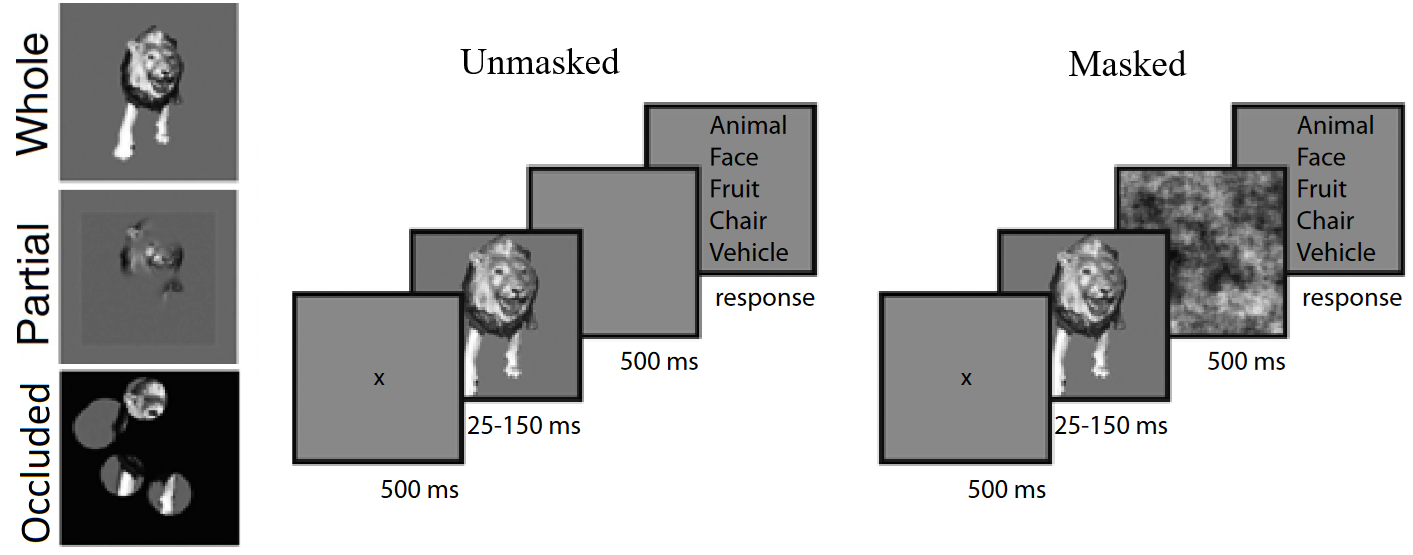 Whole
Partial
Occluded
Unmasked
x
500 ms
25-150 ms
500 ms
Animal
Face
Fruit
Chair
Vehicle
response
Masked
x
500 ms
25-150 ms
500 ms
Animal
Face
Fruit
Chair
Vehicle
response